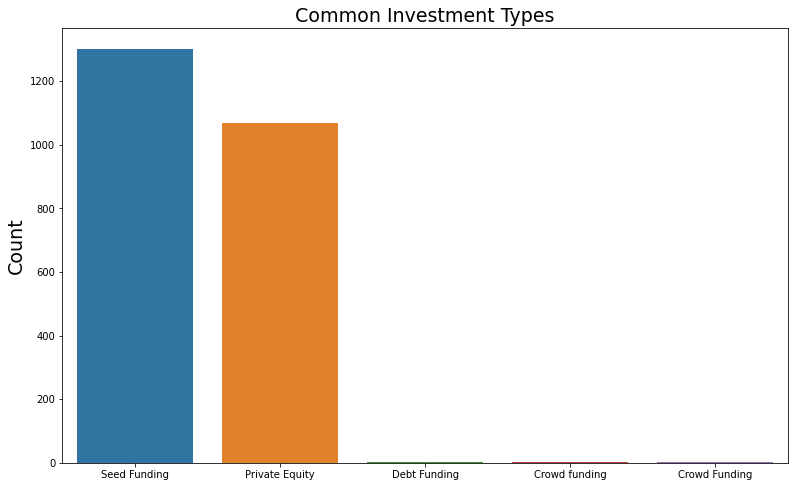 Common Investment Types
Count
1200
1000
800
600
400
200
0
Seed Funding
Private Equity
Debt Funding
Crowd funding
Crowd Funding